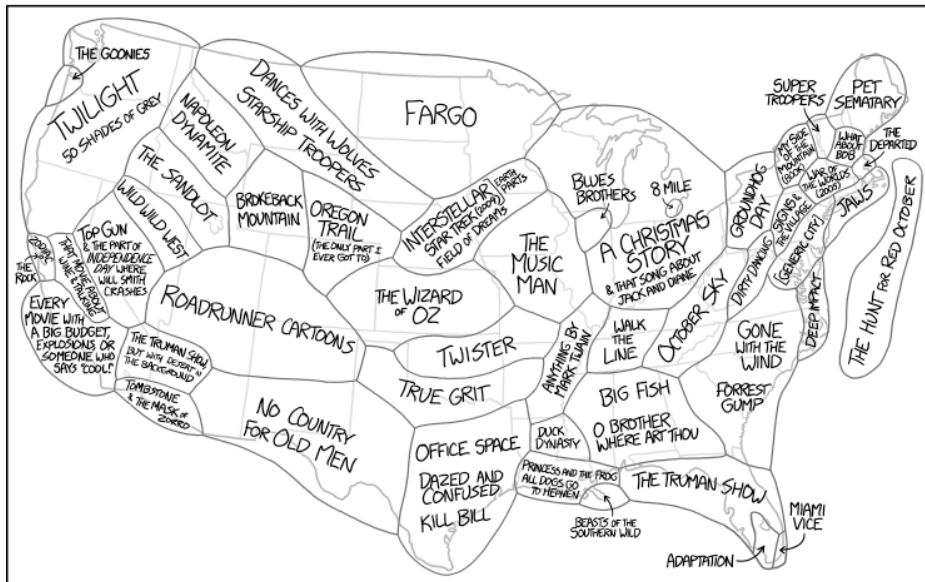 THE GOONIES
TWILIGHT
50 SHADES OF GREY
NAPOLEON
DYNAMITE
THE SANDLOT
DANCES WITH WOLVES
STARSHIP TROOPERS
FARGO
WILD WILD WEST
BROKEBACK
MOUNTAIN
OREGON
TRAIL
(THE ONLY PART I
EVER GOT TO)
INTERSTELLAR
STAR TREK (2009)
EARTH
PARTS
FIELD OF DREAMS
BLUES
BROTHERS
8 MILE
A CHRISTMAS
STORY
& THAT SONG ABOUT
JACK AND DIANE
THE
MUSIC
MAN
GROUNDHOG
DAY
MY SIDE
OF THE
MOUNTAIN
(BOOK)
SUPER
TROOPERS
PET
SEMATARY
WHAT
ABOUT
BOB
THE
DEPARTED
WAR OF
THE WORLDS
(2005)
SIGNS &
THE VILLAGE
[GENERIC CITY]
JAWS
THE HUNT FOR RED OCTOBER
ZODIAC
THE
ROCK
THAT MOVIE ABOUT
WINE & TALKING
TOP GUN
& THE PART OF
INDEPENDENCE
DAY WHERE
WILL SMITH
CRASHES
EVERY
MOVIE WITH
A BIG BUDGET,
EXPLOSIONS OR
SOMEONE WHO
SAYS "COOL!"
ROADRUNNER CARTOONS
THE WIZARD
OF OZ
THE TRUMAN SHOW,
BUT WITH DESERT IN
THE BACKGROUND
TOMBSTONE
& THE MASK OF
ZORRO
TWISTER
TRUE GRIT
NO COUNTRY
FOR OLD MEN
ANYTHING BY
MARK TWAIN
WALK
THE
LINE
OCTOBER SKY
DIRTY DANCING
DEEP IMPACT
GONE
WITH THE
WIND
FORREST
GUMP
BIG FISH
O BROTHER
WHERE ART THOU
OFFICE SPACE
DAZED AND
CONFUSED
KILL BILL
DUCK
DYNASTY
PRINCESS AND THE FROG
ALL DOGS GO
TO HEAVEN
BEASTS OF THE
SOUTHERN WILD
THE TRUMAN SHOW
ADAPTATION
MIAMI
VICE